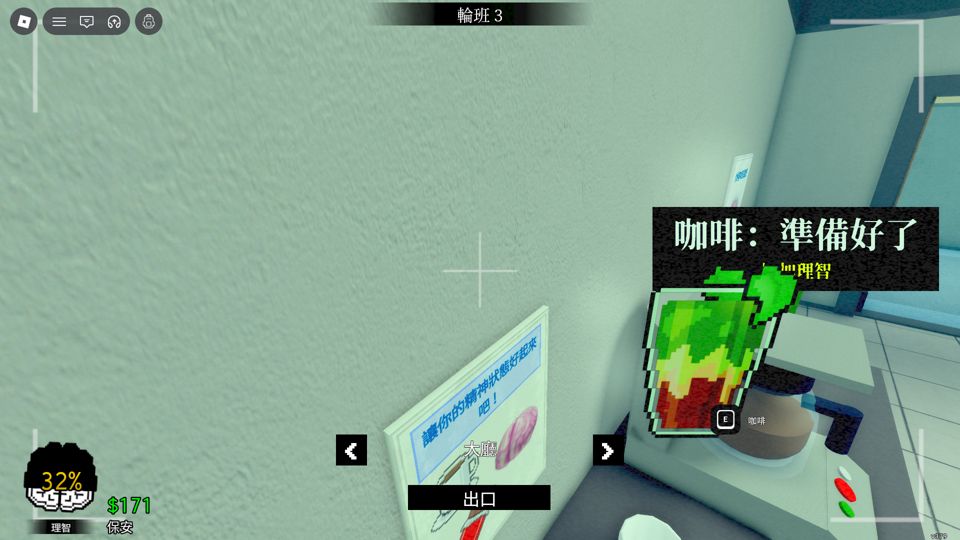 輪班 3
咖啡：準備好了
理智
讓你的精神狀態好起來
吧！
E
咖啡
大廳
出口
32%
$171
理智
保安